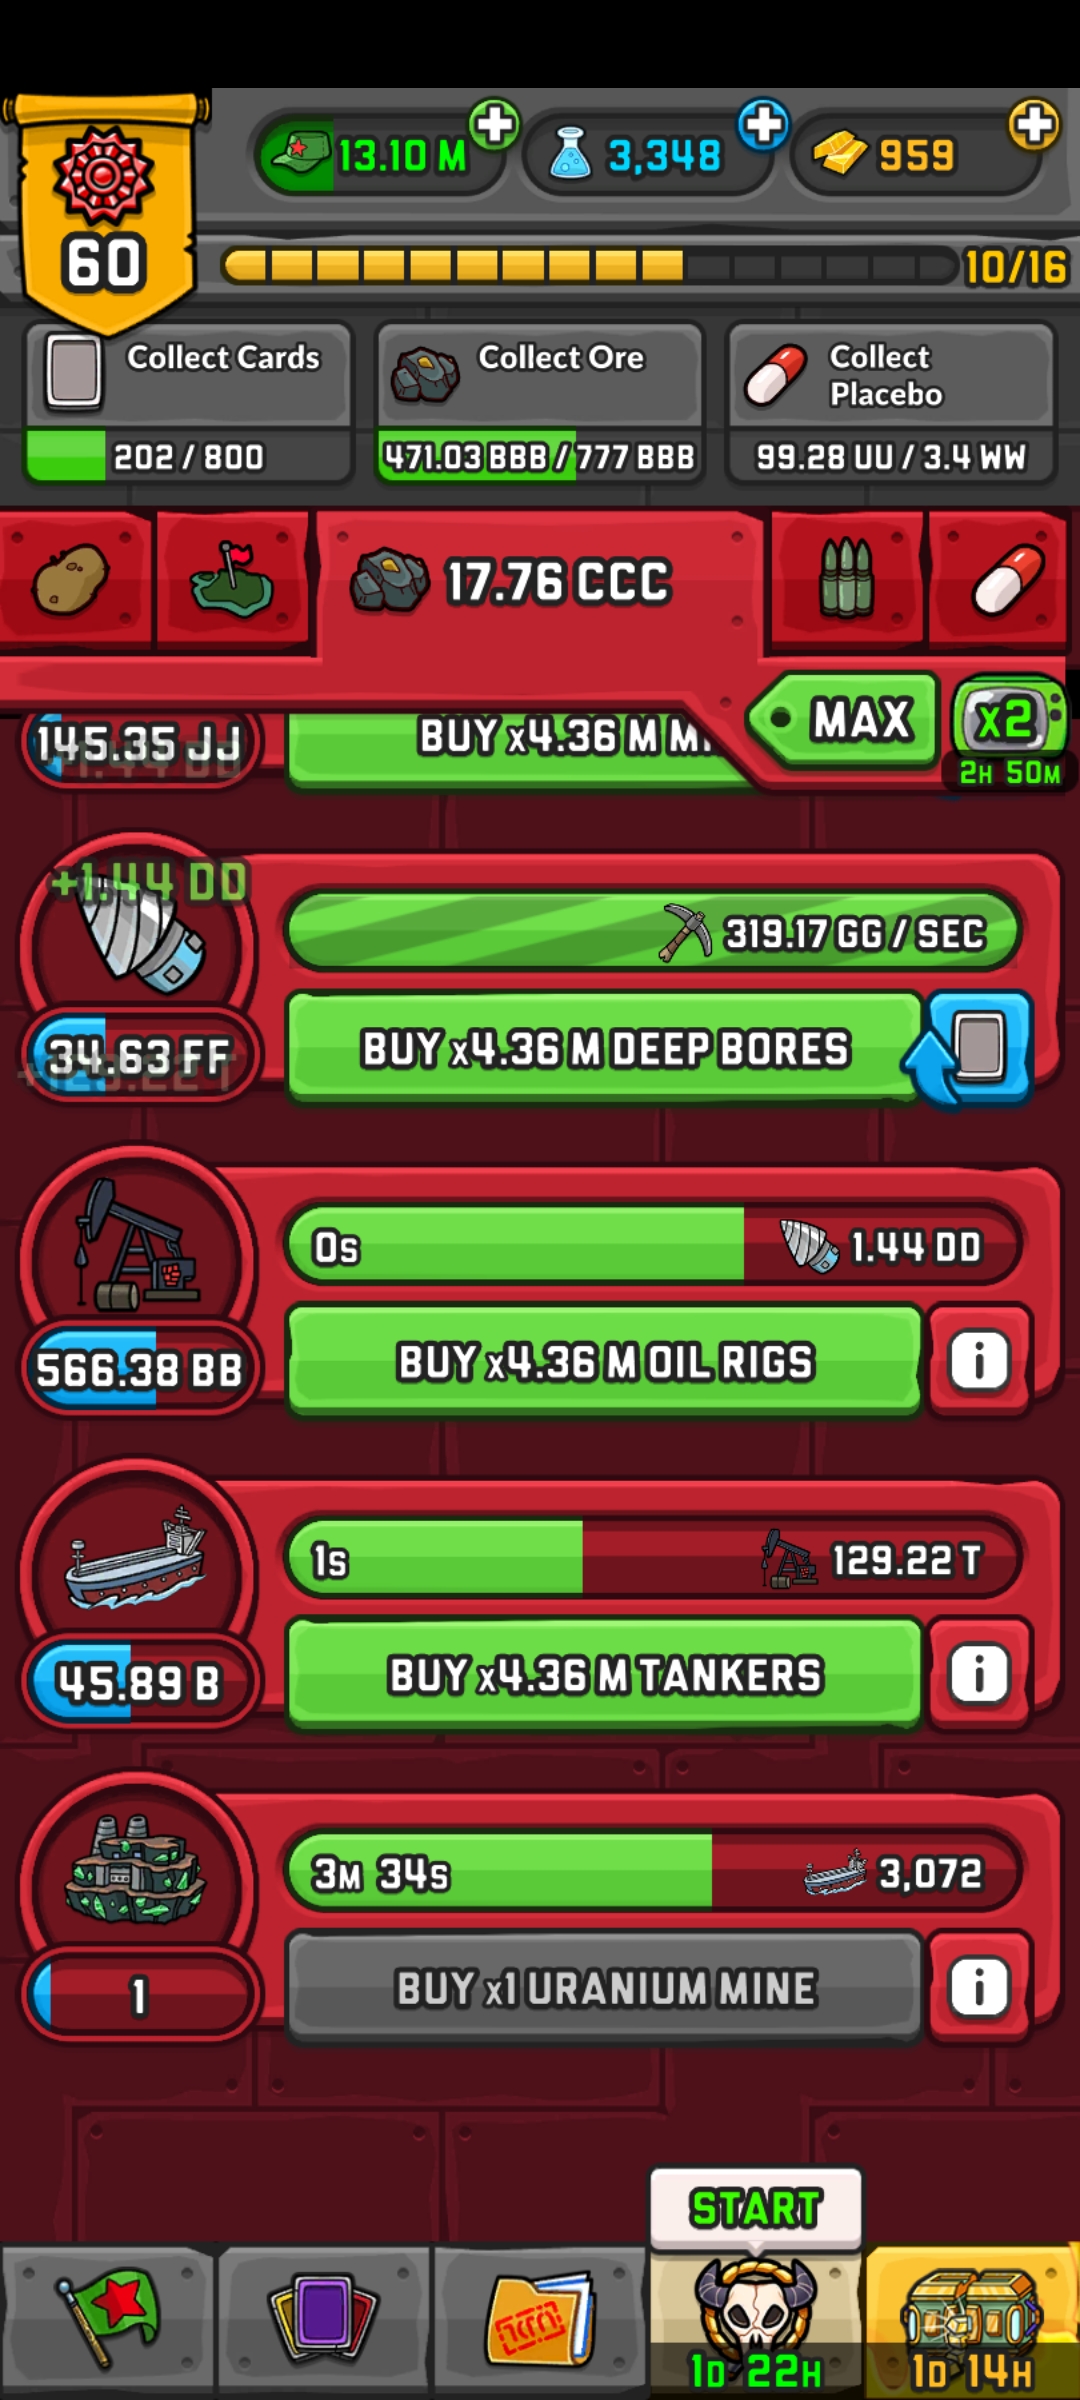 60
13.10 M
3,348
959
10/16
Collect Cards
202 / 800
Collect Ore
471.03 BBB / 777 BBB
Collect
Placebo
99.28 UU / 3.4 WW
17.76 CCC
MAX
x2
2H 50M
145.35 JJ
BUY x4.36 M
+1.44 DD
319.17 GG / SEC
34.63 FF
BUY x4.36 M DEEP BORES
0s
1.44 DD
566.38 BB
BUY x4.36 M OIL RIGS
1s
129.22 T
45.89 B
BUY x4.36 M TANKERS
3M 34s
3,072
1
BUY x1 URANIUM MINE
START
1D 22H
1D 14H